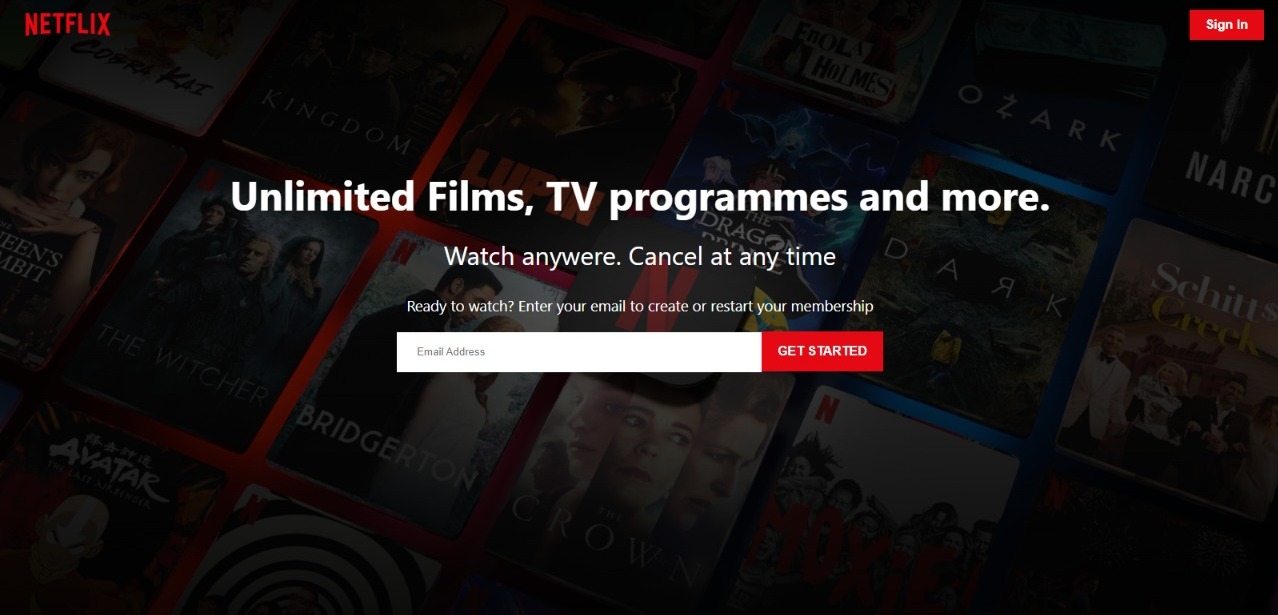 NETFLIX
Sign In
COBRA KAI
KINGDOM
LUPIN
ENOLA
HOLMES
OZARK
NARC
Unlimited Films, TV programmes and more.
THE
DRAGON
PRINCE
Watch anywere. Cancel at any time
QUEEN'S
MBIT
DARK
Schitt's
Creek
Ready to watch? Enter your email to create or restart your membership
Email Address
GET STARTED
THE WITCHER
BRIDGERTON
AVATAR
THE LAST AIRBENDER
THE
CROWN
MOXIE!